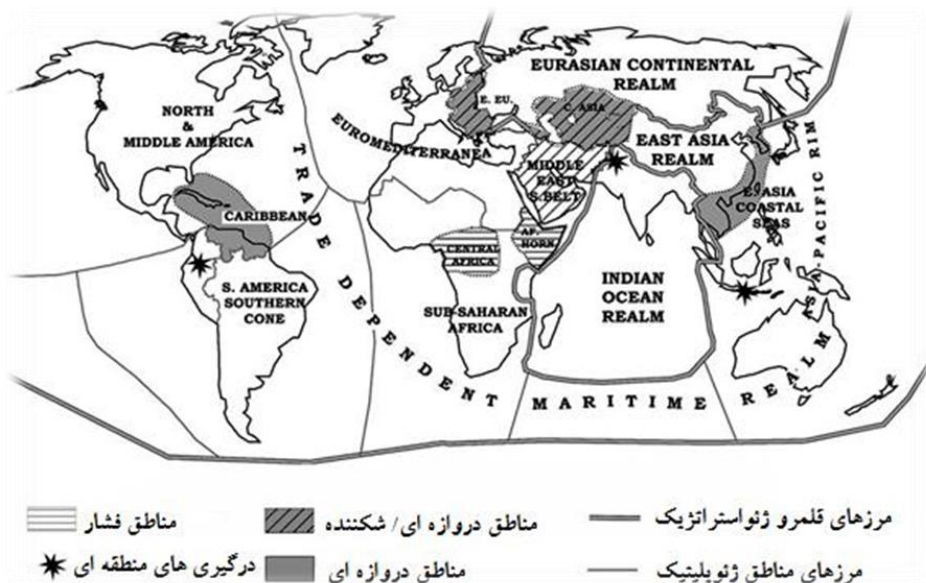 EURASIAN CONTINENTAL
REALM
NORTH
&
MIDDLE AMERICA
E. EU.
C. ASIA
EUROMEDITERRANEA
EAST ASIA
REALM
MIDDLE
EAST
S.BELT
E. ASIA
COASTAL
SEAS
CARIBBEAN
AF.
HORN
CENTRAL
AFRICA
S. AMERICA
SOUTHERN
CONE
SUB-SAHARAN
AFRICA
INDIAN
OCEAN
REALM
ASIA-PACIFIC RIM
TRADE DEPENDENT MARITIME REALM
مناطق فشار
مناطق دروازه ای/ شکننده
مرزهای قلمرو ژئواستراتژیک
درگیری های منطقه ای
مناطق دروازه ای
مرزهای مناطق ژئوپلیتیک